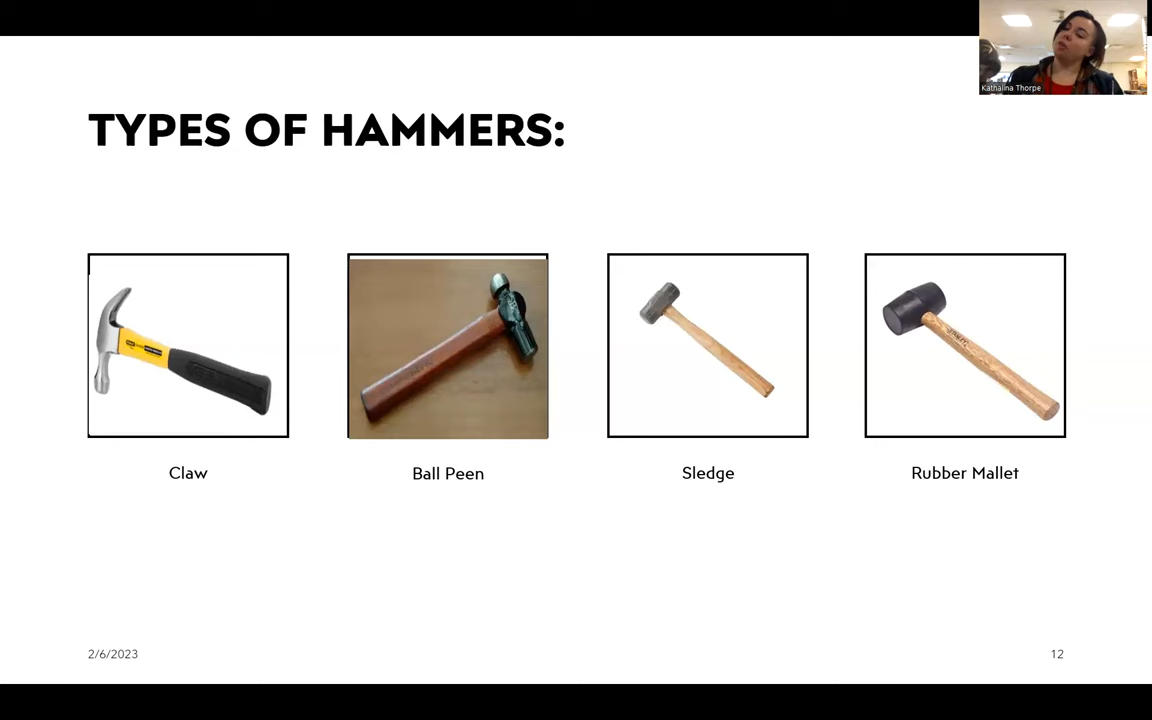 Kathalina Thorpe
TYPES OF HAMMERS:
Claw
Ball Peen
Sledge
Rubber Mallet
2/6/2023
12